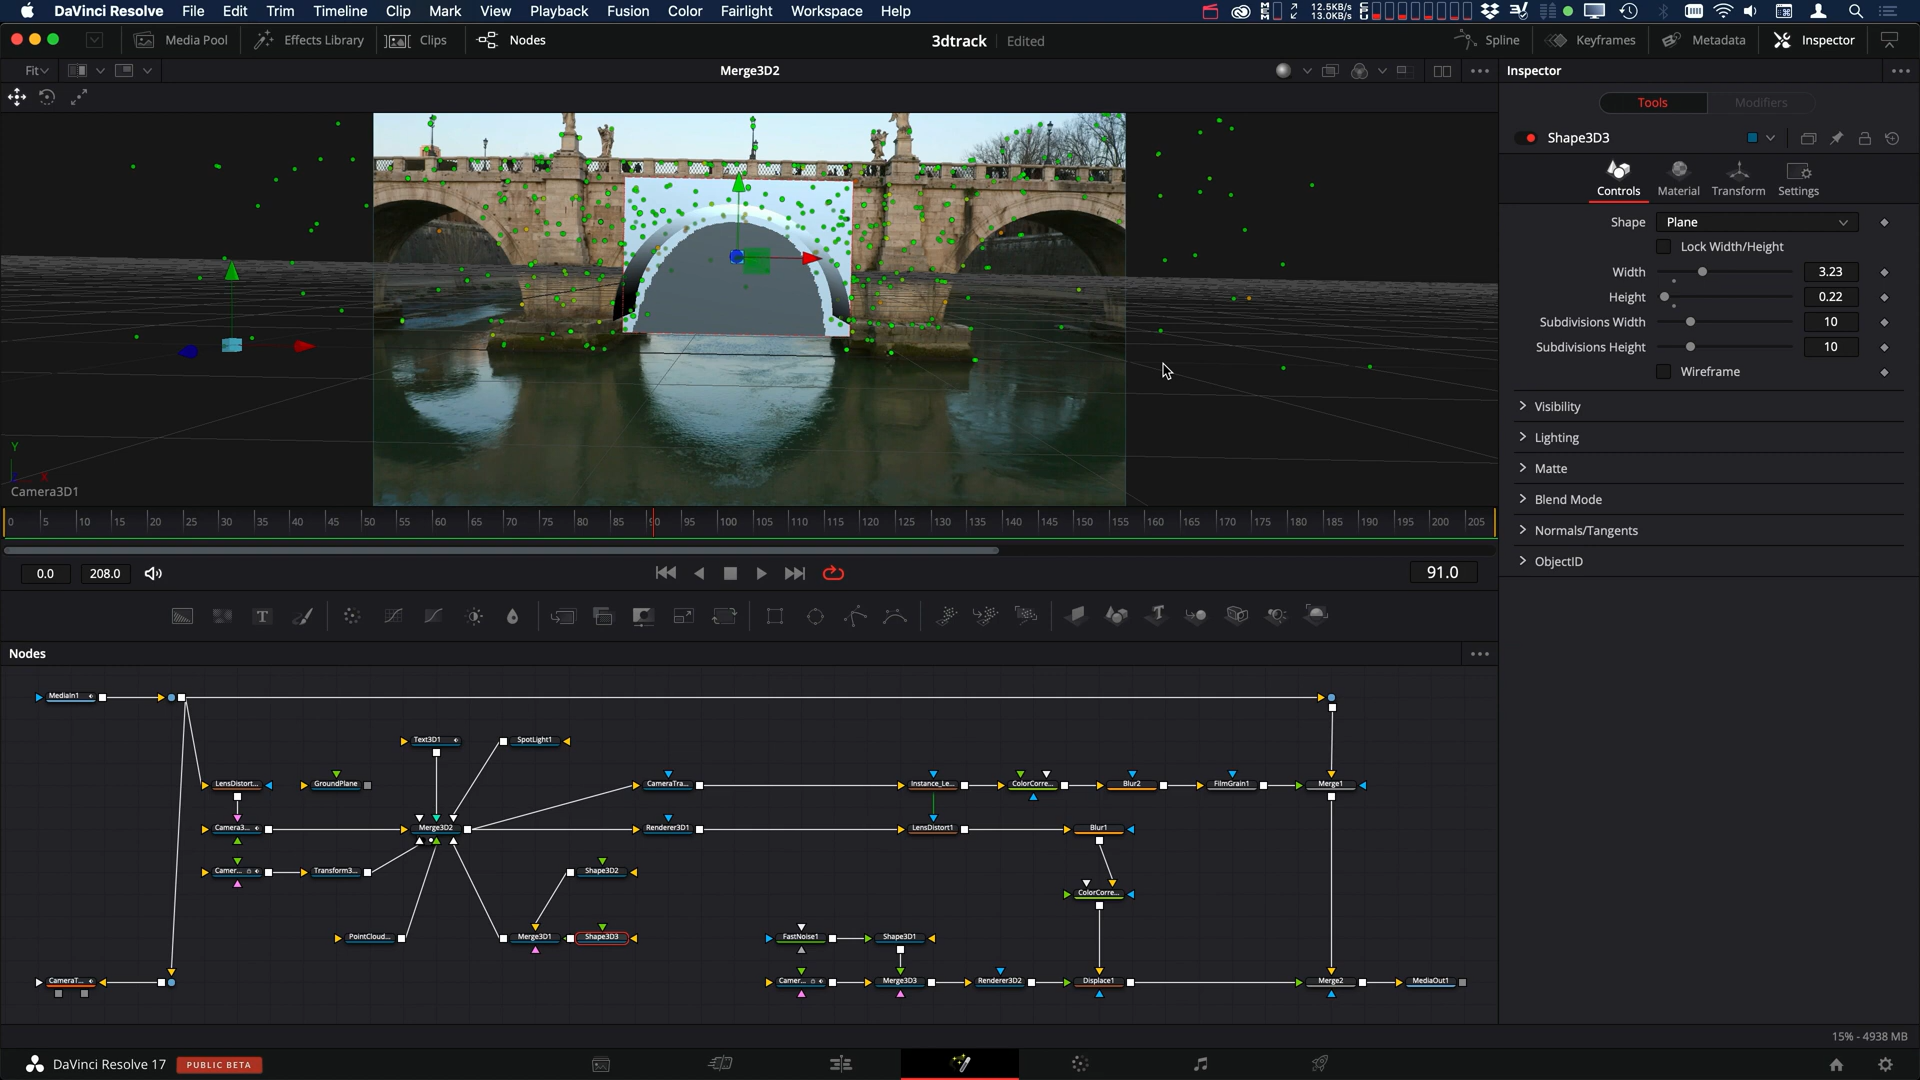 DaVinci Resolve File Edit Trim Timeline Clip Mark View Playback Fusion Color Fairlight Workspace Help
12.5KB/s
13.0KB/s
Media Pool Effects Library Clips Nodes 3dtrack Edited Spline Keyframes Metadata Inspector
Fit Merge3D2 Inspector
Tools Modifiers
Shape3D3
Controls Material Transform Settings
Shape Plane
Lock Width/Height
Width 3.23
Height 0.22
Subdivisions Width 10
Subdivisions Height 10
Wireframe
Visibility
Lighting
Matte
Blend Mode
Normals/Tangents
ObjectID
Y
X
Camera3D1
0 5 10 15 20 25 30 35 40 45 50 55 60 65 70 75 80 85 90 95 100 105 110 115 120 125 130 135 140 145 150 155 160 165 170 175 180 185 190 195 200 205
0.0 208.0 91.0
Nodes
MediaIn1
Text3D1 SpotLight1
LensDistort... GroundPlane CameraTra... Instance_Le... ColorCorre... Blur2 FilmGrain1 Merge1
Camera3... Merge3D2 Renderer3D1 LensDistort1 Blur1
Camer... Transform3... Shape3D2
ColorCorre...
PointCloud... Merge3D1 Shape3D3 FastNoise1 Shape3D1
CameraT... Camer... Merge3D3 Renderer3D2 Displace1 Merge2 MediaOut1
15% - 4938 MB
DaVinci Resolve 17 PUBLIC BETA